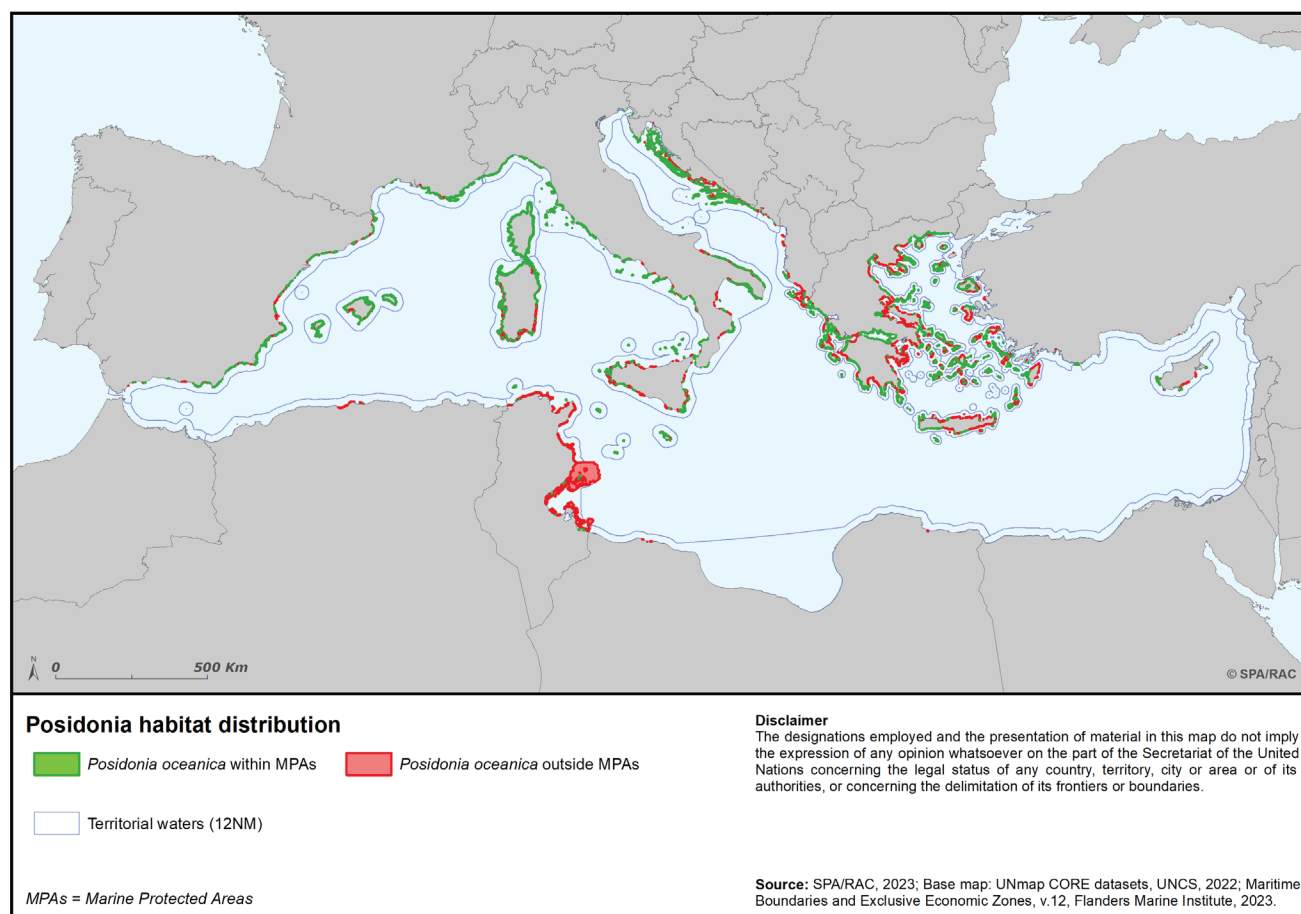 N
0 500 Km
© SPA/RAC
Posidonia habitat distribution
Posidonia oceanica within MPAs
Posidonia oceanica outside MPAs
Territorial waters (12NM)
MPAs = Marine Protected Areas
Disclaimer
The designations employed and the presentation of material in this map do not imply
the expression of any opinion whatsoever on the part of the Secretariat of the United
Nations concerning the legal status of any country, territory, city or area or of its
authorities, or concerning the delimitation of its frontiers or boundaries.
Source: SPA/RAC, 2023; Base map: UNmap CORE datasets, UNCS, 2022; Maritime
Boundaries and Exclusive Economic Zones, v.12, Flanders Marine Institute, 2023.